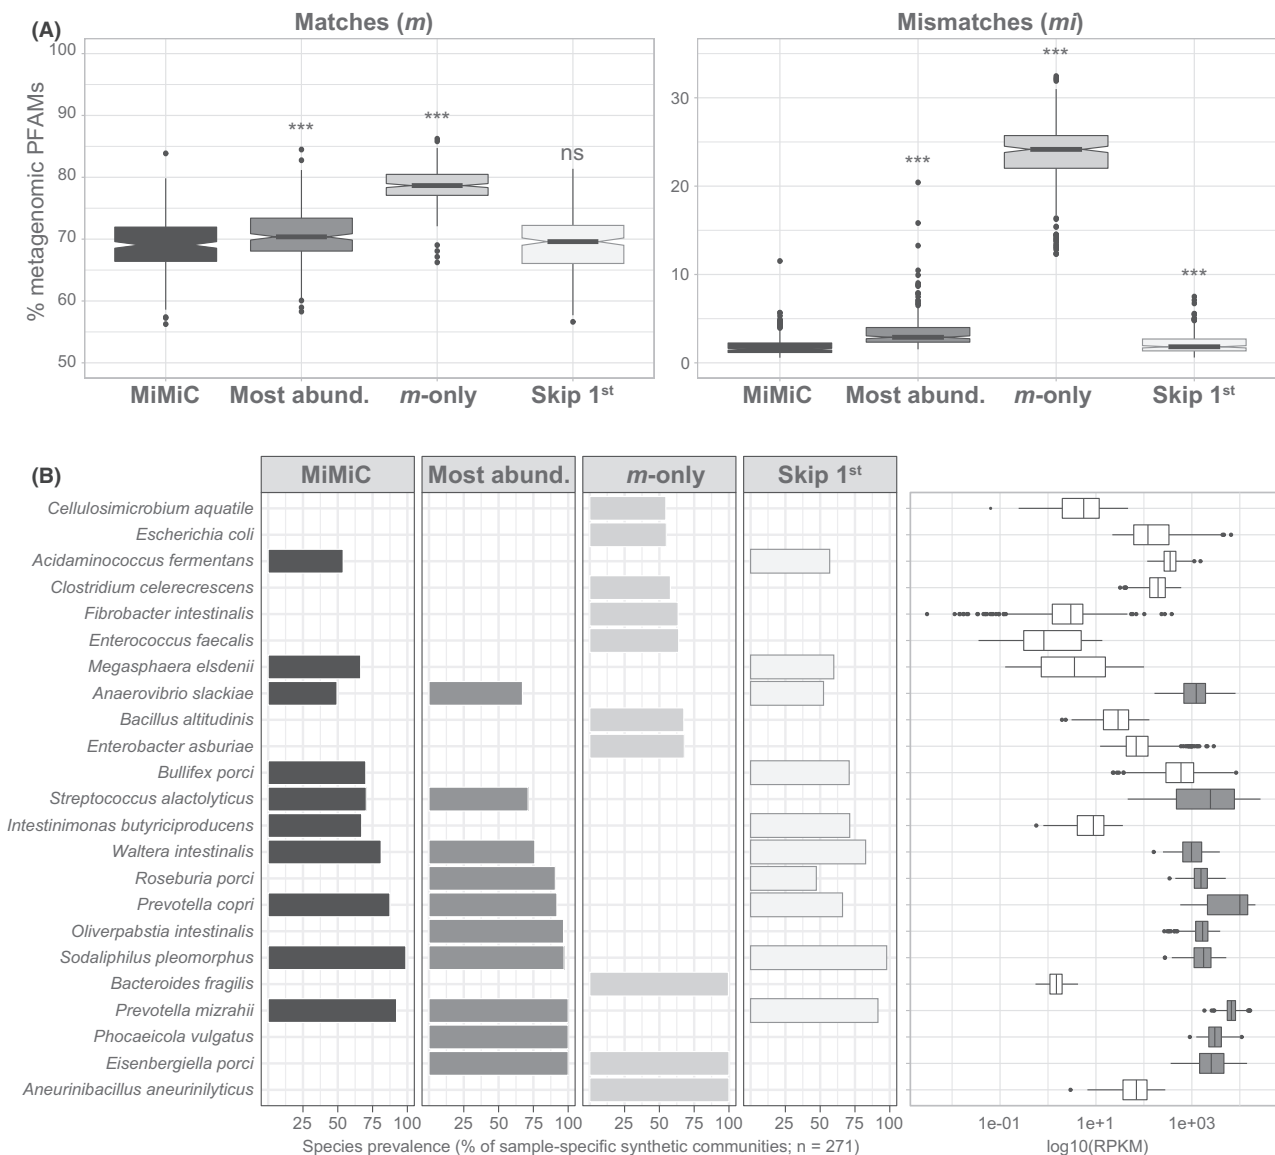 (A)
Matches (m)
Mismatches (mi)
% metagenomic PFAMs
100
90
80
70
60
50
***
***
ns
MiMiC
Most abund.
m-only
Skip 1st
30
20
10
0
***
***
***
MiMiC
Most abund.
m-only
Skip 1st
(B)
MiMiC
Most abund.
m-only
Skip 1st
Cellulosimicrobium aquatile
Escherichia coli
Acidaminococcus fermentans
Clostridium celerecrescens
Fibrobacter intestinalis
Enterococcus faecalis
Megasphaera elsdenii
Anaerovibrio slackiae
Bacillus altitudinis
Enterobacter asburiae
Bullifex porci
Streptococcus alactolyticus
Intestinimonas butyriciproducens
Waltera intestinalis
Roseburia porci
Prevotella copri
Oliverpabstia intestinalis
Sodaliphilus pleomorphus
Bacteroides fragilis
Prevotella mizrahii
Phocaeicola vulgatus
Eisenbergiella porci
Aneurinibacillus aneurinilyticus
25 50 75 100
25 50 75 100
25 50 75 100
25 50 75 100
1e-01 1e+01 1e+03
Species prevalence (% of sample-specific synthetic communities; n = 271)
log10(RPKM)